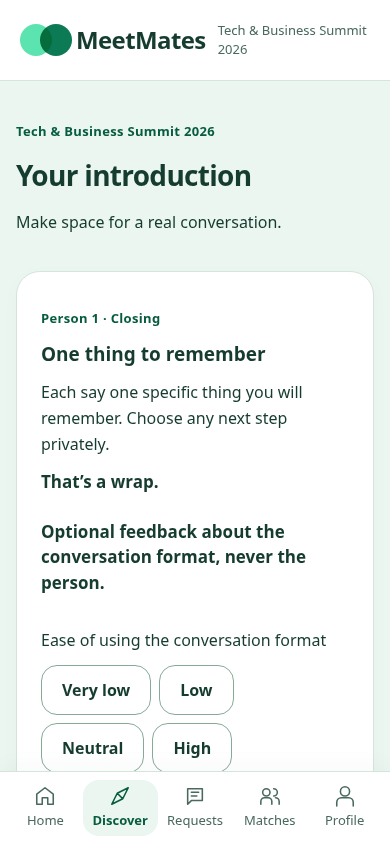 MeetMates
Tech & Business Summit
2026
Tech & Business Summit 2026
Your introduction
Make space for a real conversation.
Person 1 · Closing
One thing to remember
Each say one specific thing you will
remember. Choose any next step
privately.
That’s a wrap.
Optional feedback about the
conversation format, never the
person.
Ease of using the conversation format
Very low
Low
Neutral
High
Home
Discover
Requests
Matches
Profile